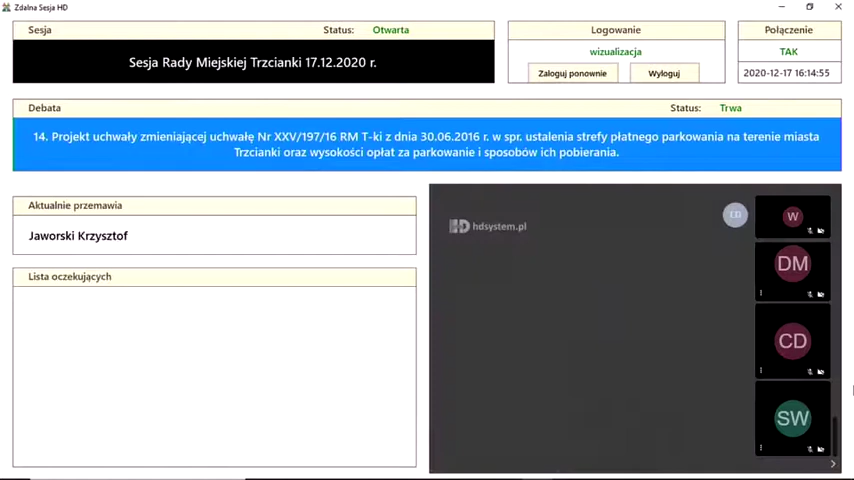 Zdalna Sesja HD
Sesja
Status: Otwarta
Sesja Rady Miejskiej Trzcianki 17.12.2020 r.
Logowanie
wizualizacja
Zaloguj ponownie
Wyloguj
Połączenie
TAK
2020-12-17 16:14:55
Debata
Status: Trwa
14. Projekt uchwały zmieniającej uchwałę Nr XXV/197/16 RM T-ki z dnia 30.06.2016 r. w spr. ustalenia strefy płatnego parkowania na terenie miasta
Trzcianki oraz wysokości opłat za parkowanie i sposobów ich pobierania.
Aktualnie przemawia
Jaworski Krzysztof
Lista oczekujących
HD hdsystem.pl
CD
W
DM
CD
SW